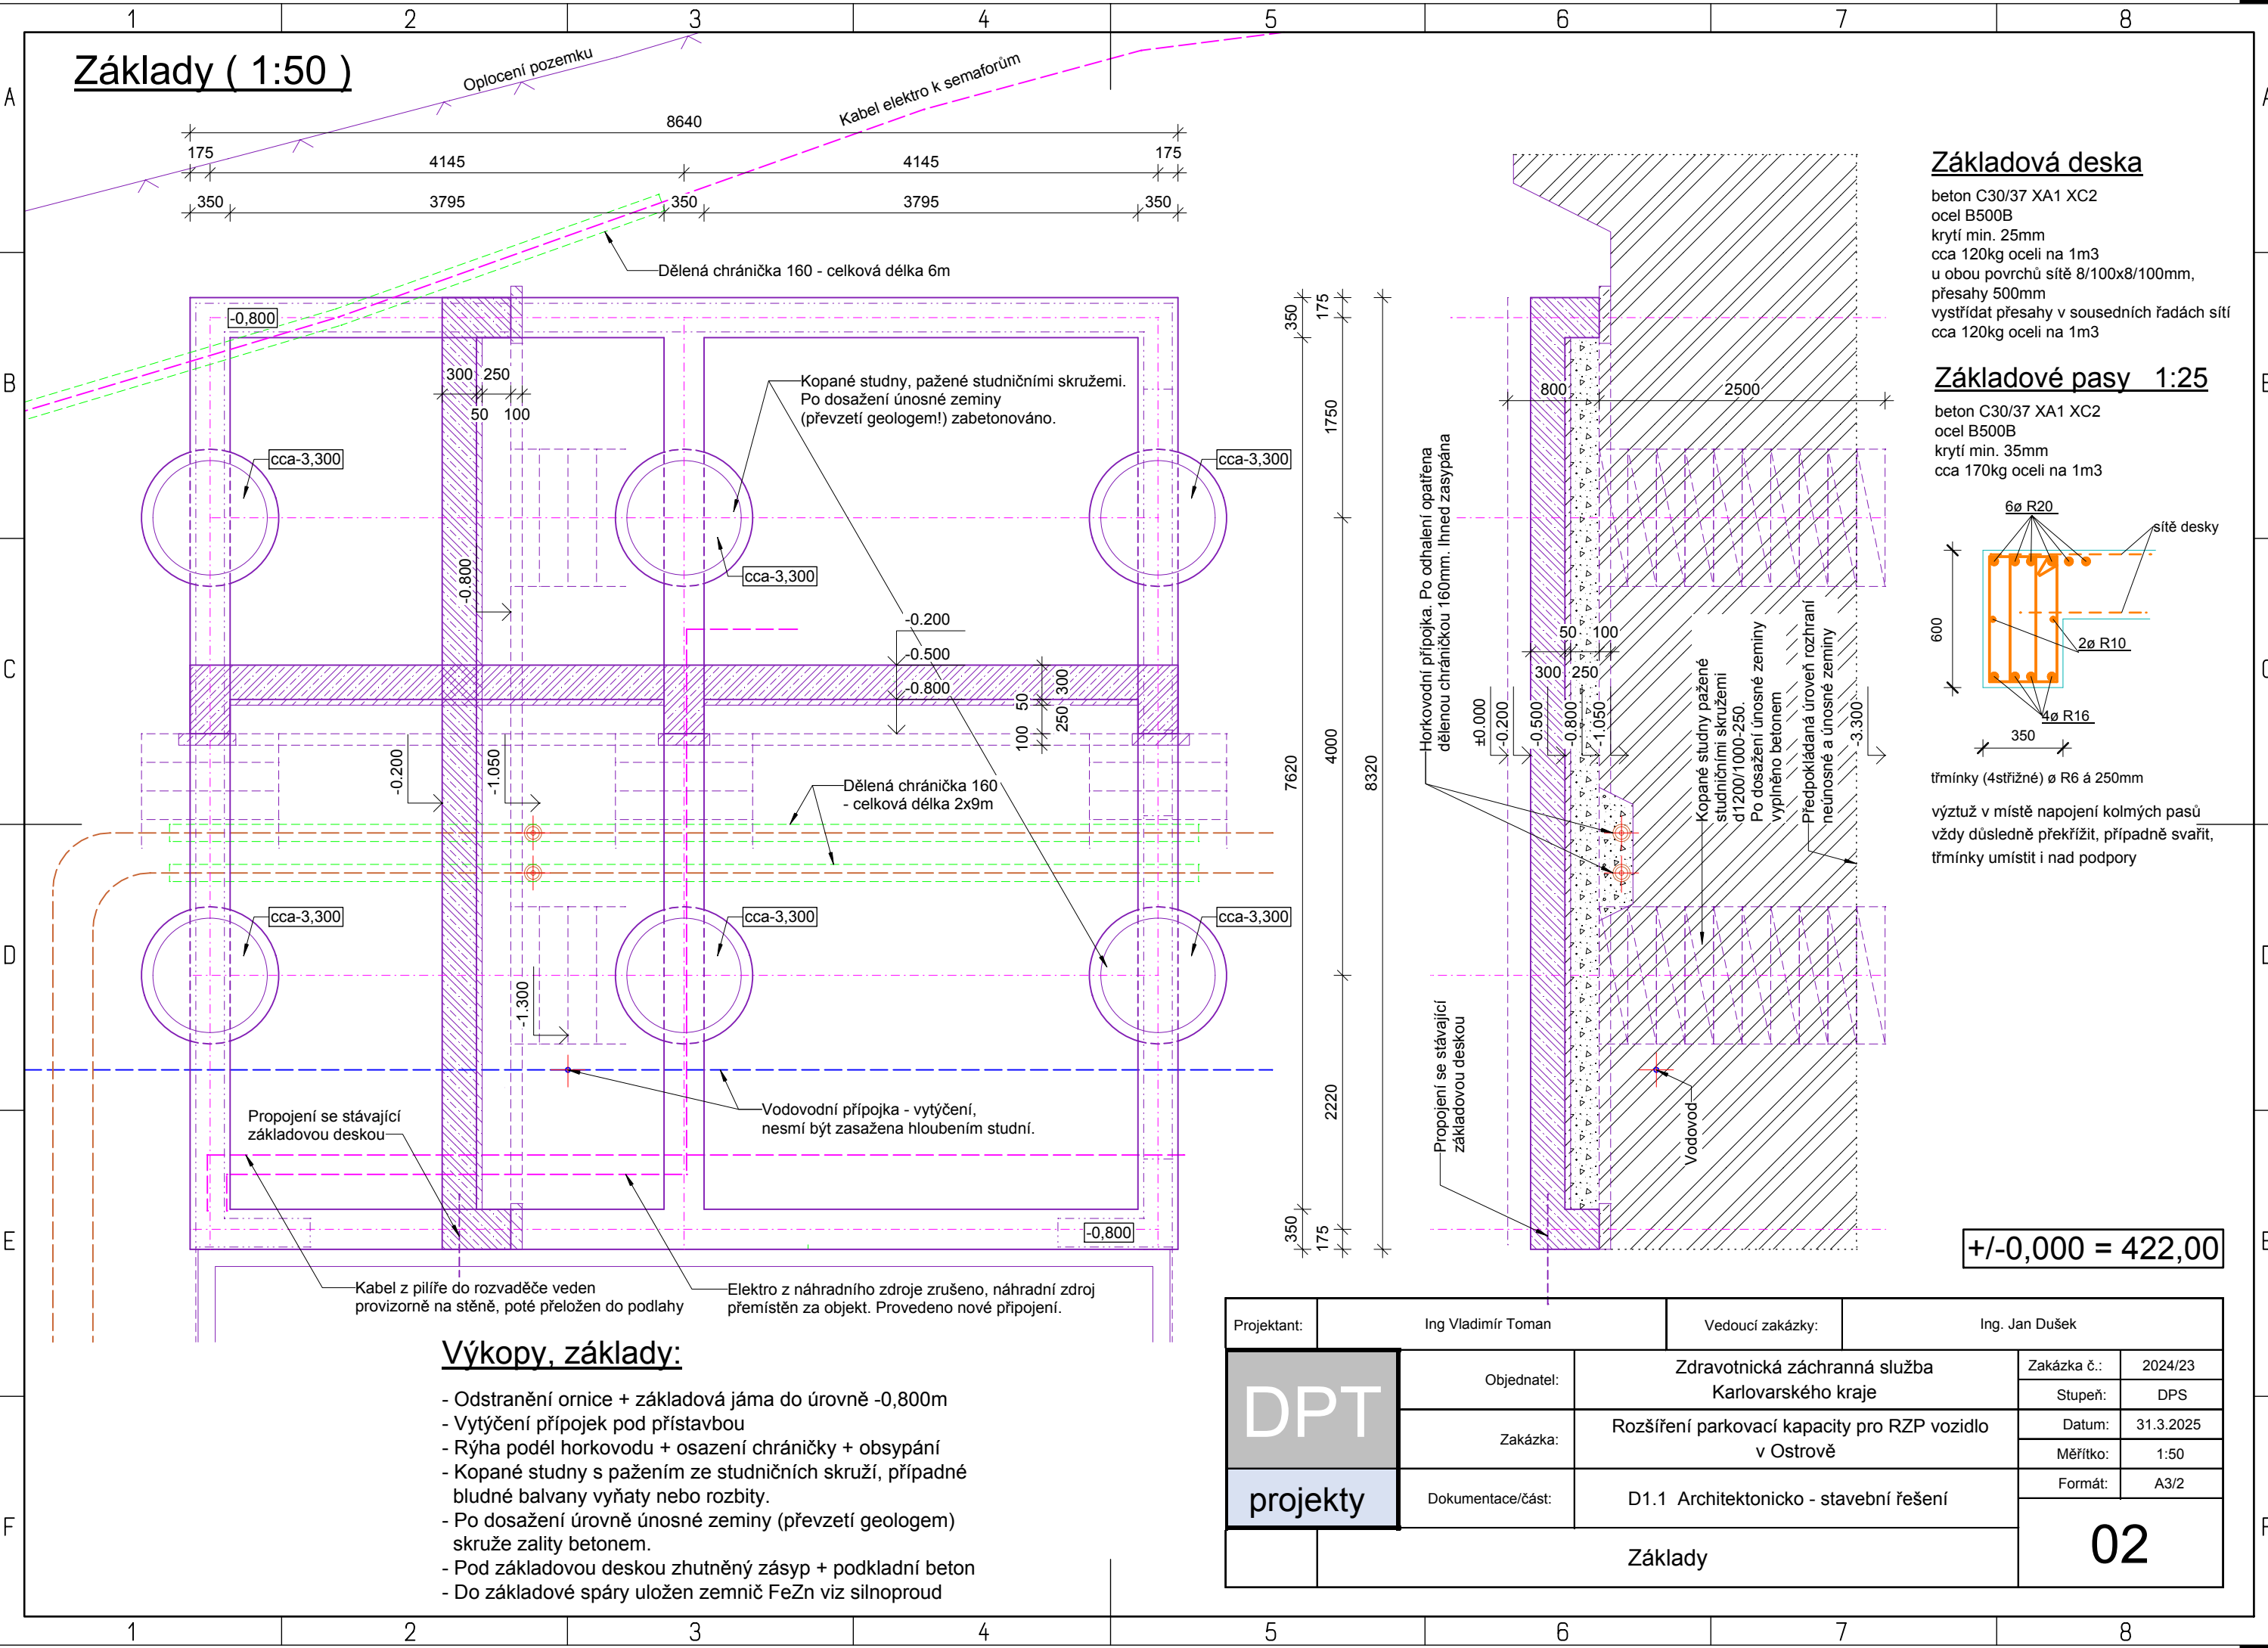 1 2 3 4 5 6 7 8
A
B
C
D
E
F
Základy ( 1:50 )
Oplocení pozemku
Kabel elektro k semaforům
8640
175 4145 4145 175
350 3795 350 3795 350
Dělená chránička 160 - celková délka 6m
-0,800
300 250
50 100
Kopané studny, pažené studničními skružemi.
Po dosažení únosné zeminy
(převzetí geologem!) zabetonováno.
cca-3,300
cca-3,300
cca-3,300
-0.800
-0.200
-0.500
-0.800
300
50
250
100
-0.200
-1.050
Dělená chránička 160
- celková délka 2x9m
cca-3,300
cca-3,300
cca-3,300
-1.300
Vodovodní přípojka - vytýčení,
nesmí být zasažena hloubením studní.
Propojení se stávající
základovou deskou
-0,800
Kabel z pilíře do rozvaděče veden
provizorně na stěně, poté přeložen do podlahy
Elektro z náhradního zdroje zrušeno, náhradní zdroj
přemístěn za objekt. Provedeno nové připojení.
350
7620
350
175
1750
4000
2220
175
8320
800 2500
Horkovodní přípojka. Po odhalení opatřena
dělenou chráničkou 160mm. Ihned zasypána
50 100
300 250
±0.000
-0.200
-0.500
-0.800
-1.050
Kopané studny pažené
studničními skružemi
d1200/1000-250.
Po dosažení únosné zeminy
vyplněno betonem
Předpokládaná úroveň rozhraní
neúnosné a únosné zeminy
-3.300
Propojení se stávající
základovou deskou
Vodovod
Základová deska
beton C30/37 XA1 XC2
ocel B500B
krytí min. 25mm
cca 120kg oceli na 1m3
u obou povrchů sítě 8/100x8/100mm,
přesahy 500mm
vystřídat přesahy v sousedních řadách sítí
cca 120kg oceli na 1m3
Základové pasy 1:25
beton C30/37 XA1 XC2
ocel B500B
krytí min. 35mm
cca 170kg oceli na 1m3
6ø R20
sítě desky
600
2ø R10
4ø R16
350
třmínky (4střižné) ø R6 á 250mm
výztuž v místě napojení kolmých pasů
vždy důsledně překřížit, případně svařit,
třmínky umístit i nad podpory
+/-0,000 = 422,00
Výkopy, základy:
- Odstranění ornice + základová jáma do úrovně -0,800m
- Vytýčení přípojek pod přístavbou
- Rýha podél horkovodu + osazení chráničky + obsypání
- Kopané studny s pažením ze studničních skruží, případné
bludné balvany vyňaty nebo rozbity.
- Po dosažení úrovně únosné zeminy (převzetí geologem)
skruže zality betonem.
- Pod základovou deskou zhutněný zásyp + podkladní beton
- Do základové spáry uložen zemnič FeZn viz silnoproud
Projektant: Ing Vladimír Toman Vedoucí zakázky: Ing. Jan Dušek
DPT
projekty
Objednatel: Zdravotnická záchranná služba
Karlovarského kraje
Zakázka: Rozšíření parkovací kapacity pro RZP vozidlo
v Ostrově
Dokumentace/část: D1.1 Architektonicko - stavební řešení
Zakázka č.: 2024/23
Stupeň: DPS
Datum: 31.3.2025
Měřítko: 1:50
Formát: A3/2
Základy
02
1 2 3 4 5 6 7 8